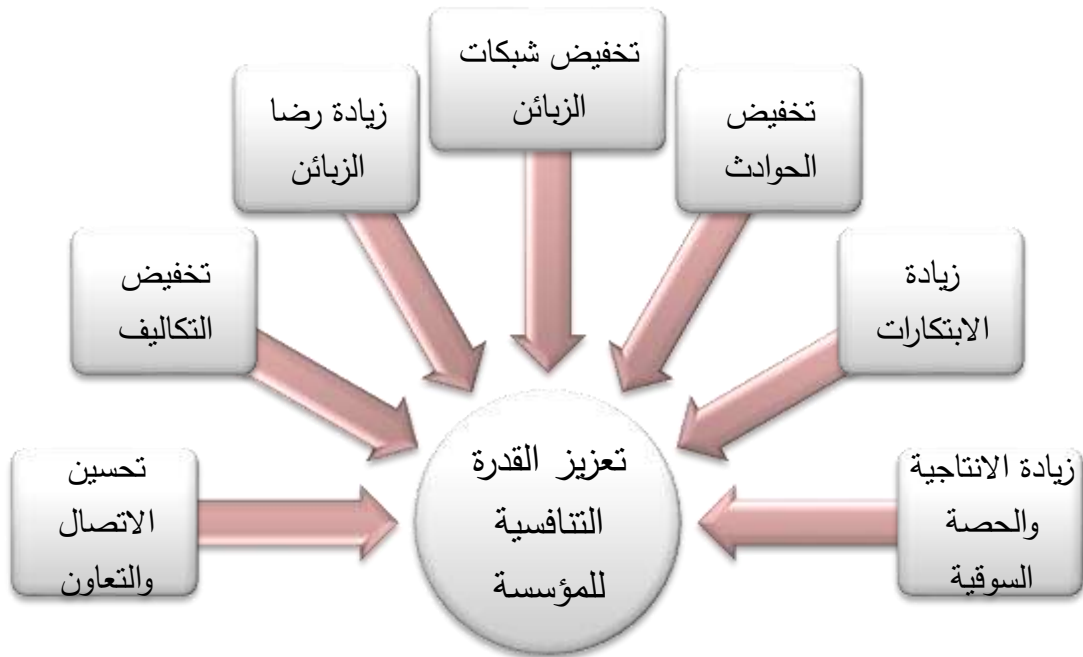 تخفيض شبكات
الزبائن
زيادة رضا
الزبائن
تخفيض
الحوادث
تخفيض
التكاليف
زيادة
الابتكارات
تحسين
الاتصال
والتعاون
تعزيز القدرة
التنافسية
للمؤسسة
زيادة الانتاجية
والحصة
السوقية